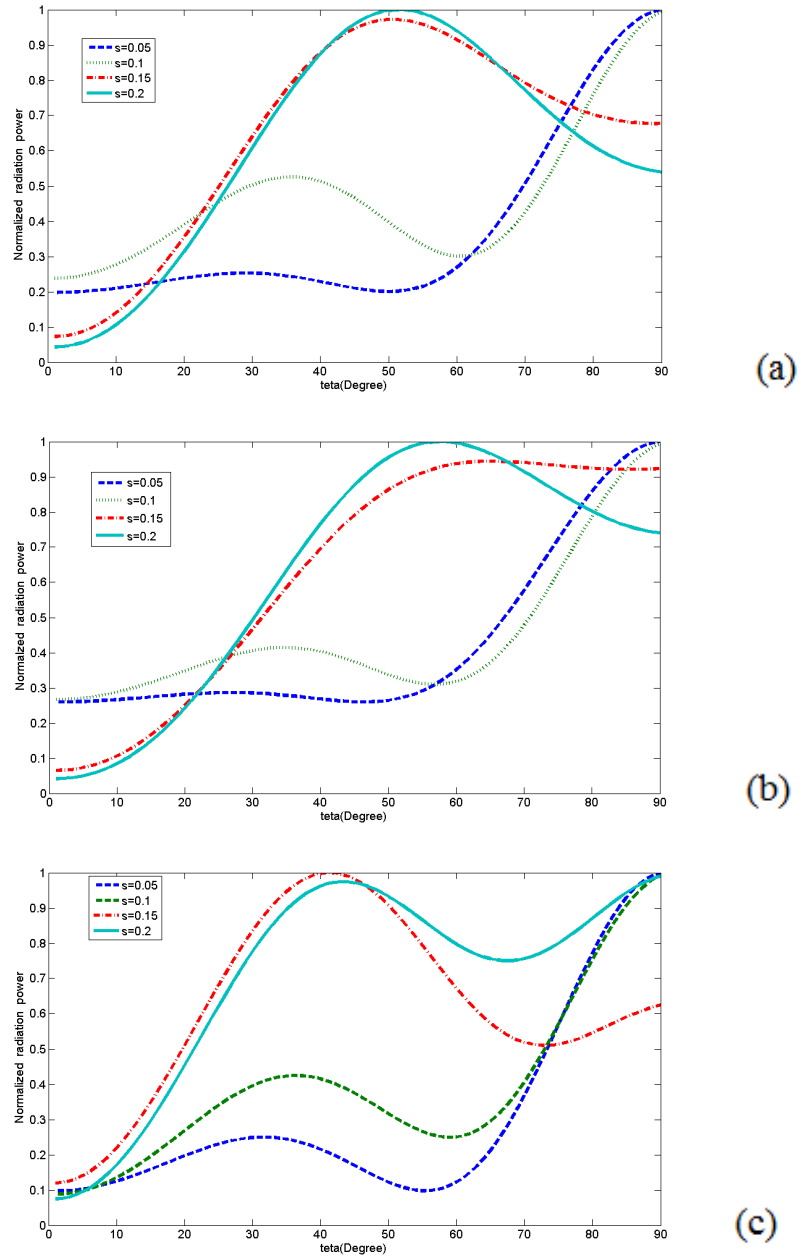 1
0.9
0.8
0.7
0.6
0.5
0.4
0.3
0.2
0.1
0
Normalized radiation power
s=0.05
s=0.1
s=0.15
s=0.2
0 10 20 30 40 50 60 70 80 90
teta(Degree)
(a)
1
0.9
0.8
0.7
0.6
0.5
0.4
0.3
0.2
0.1
0
Normalized radiation power
s=0.05
s=0.1
s=0.15
s=0.2
0 10 20 30 40 50 60 70 80 90
teta(Degree)
(b)
1
0.9
0.8
0.7
0.6
0.5
0.4
0.3
0.2
0.1
0
Normalized radiation power
s=0.05
s=0.1
s=0.15
s=0.2
0 10 20 30 40 50 60 70 80 90
teta(Degree)
(c)